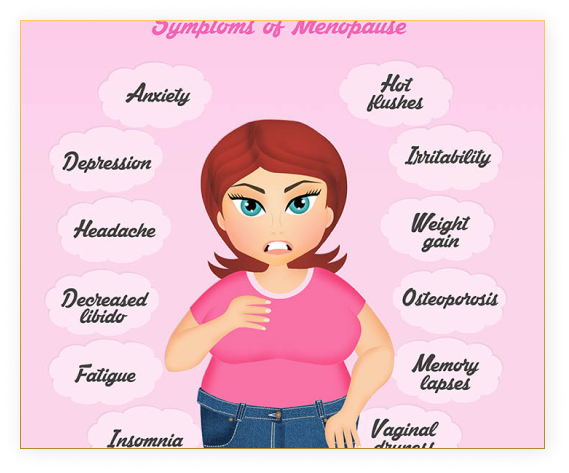 Symptoms of Menopause
Anxiety
Hot
flushes
Depression
Irritability
Headache
Weight
gain
Decreased
libido
Osteoporosis
Fatigue
Memory
lapses
Insomnia
Vaginal
dryness